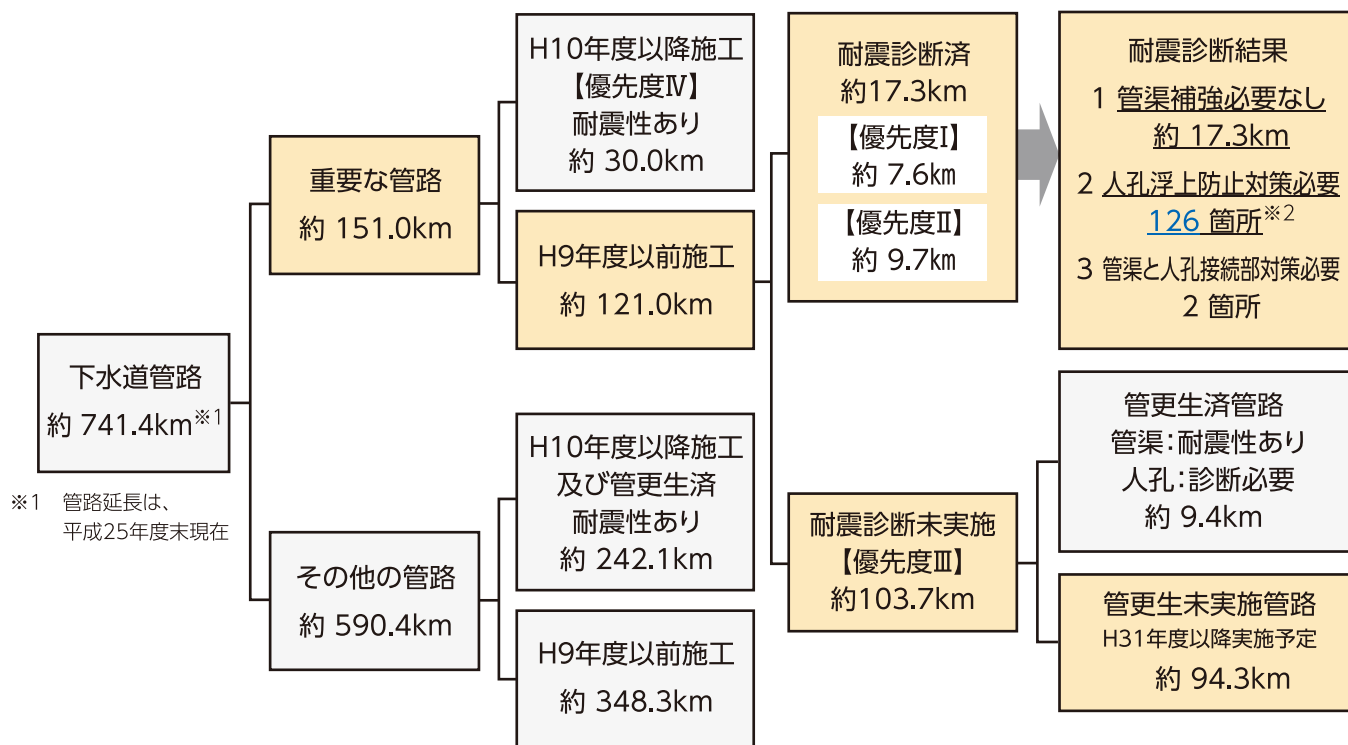 下水道管路
約 741.4km※1
※1 管路延長は、
平成25年度末現在
重要な管路
約 151.0km
その他の管路
約 590.4km
H10年度以降施工
【優先度Ⅳ】
耐震性あり
約 30.0km
H9年度以前施工
約 121.0km
H10年度以降施工
及び管更生済
耐震性あり
約 242.1km
H9年度以前施工
約 348.3km
耐震診断済
約17.3km
【優先度Ⅰ】
約 7.6㎞
【優先度Ⅱ】
約 9.7㎞
耐震診断未実施
【優先度Ⅲ】
約103.7km
耐震診断結果
1 管渠補強必要なし
約 17.3km
2 人孔浮上防止対策必要
126 箇所※2
3 管渠と人孔接続部対策必要
2 箇所
管更生済管路
管渠:耐震性あり
人孔:診断必要
約 9.4km
管更生未実施管路
H31年度以降実施予定
約 94.3km